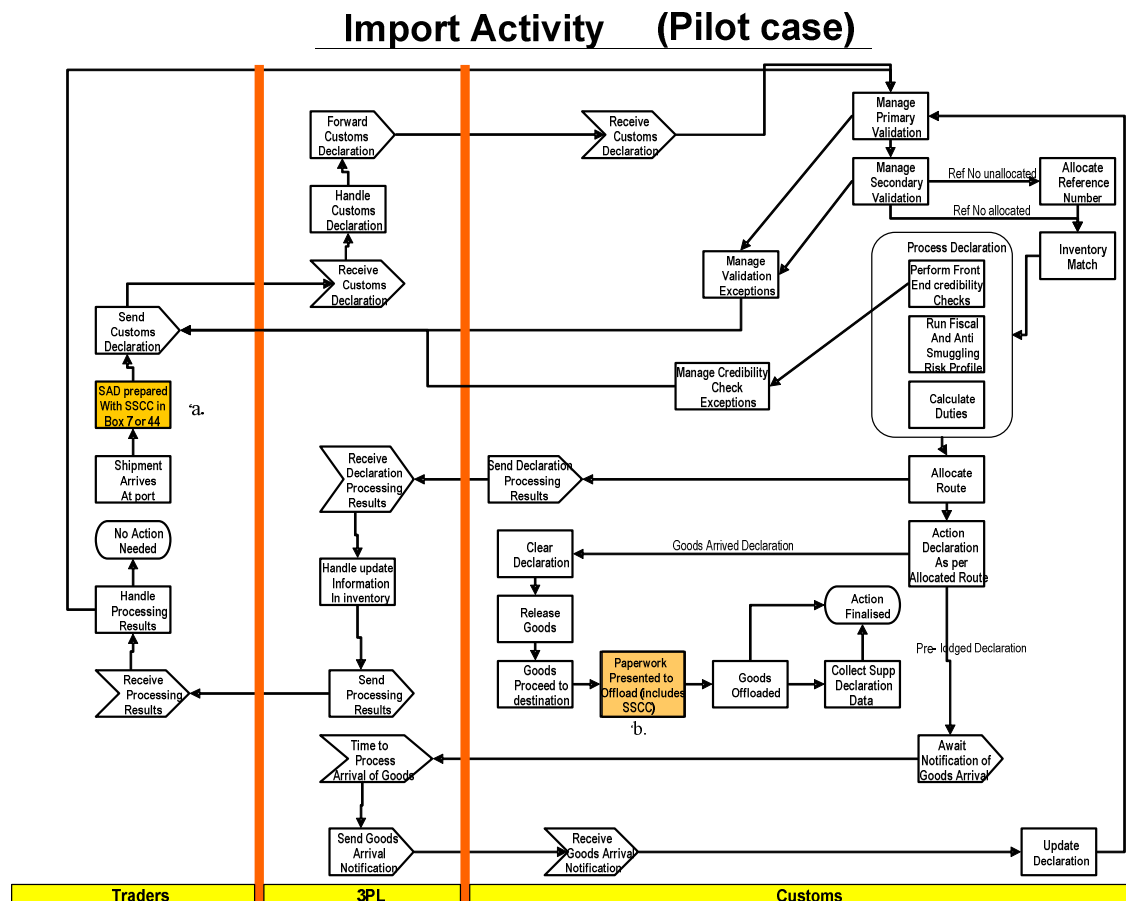 Import Activity (Pilot case)
Forward
Customs
Declaration
Receive
Customs
Declaration
Manage
Primary
Validation
Manage
Secondary
Validation
Ref No unallocated
Allocate
Reference
Number
Ref No allocated
Handle
Customs
Declaration
Receive
Customs
Declaration
Manage
Validation
Exceptions
Process Declaration
Perform Front
End credibility
Checks
Inventory
Match
Send
Customs
Declaration
Run Fiscal
And Anti
Smuggling
Risk Profile
Manage Credibility
Check
Exceptions
Calculate
Duties
SAD prepared
With SSCC in
Box 7 or 44
a.
Shipment
Arrives
At port
Receive
Declaration
Processing
Results
Send Declaration
Processing
Results
Allocate
Route
No Action
Needed
Clear
Declaration
Goods Arrived Declaration
Action
Declaration
As per
Allocated Route
Handle update
Information
In inventory
Handle
Processing
Results
Release
Goods
Action
Finalised
Pre- lodged Declaration
Receive
Processing
Results
Send
Processing
Results
Goods
Proceed to
destination
Paperwork
Presented to
Offload (includes
SSCC)
b.
Goods
Offloaded
Collect Supp
Declaration
Data
Time to
Process
Arrival of Goods
Await
Notification of
Goods Arrival
Send Goods
Arrival
Notification
Receive
Goods Arrival
Notification
Update
Declaration
Traders
3PL
Customs